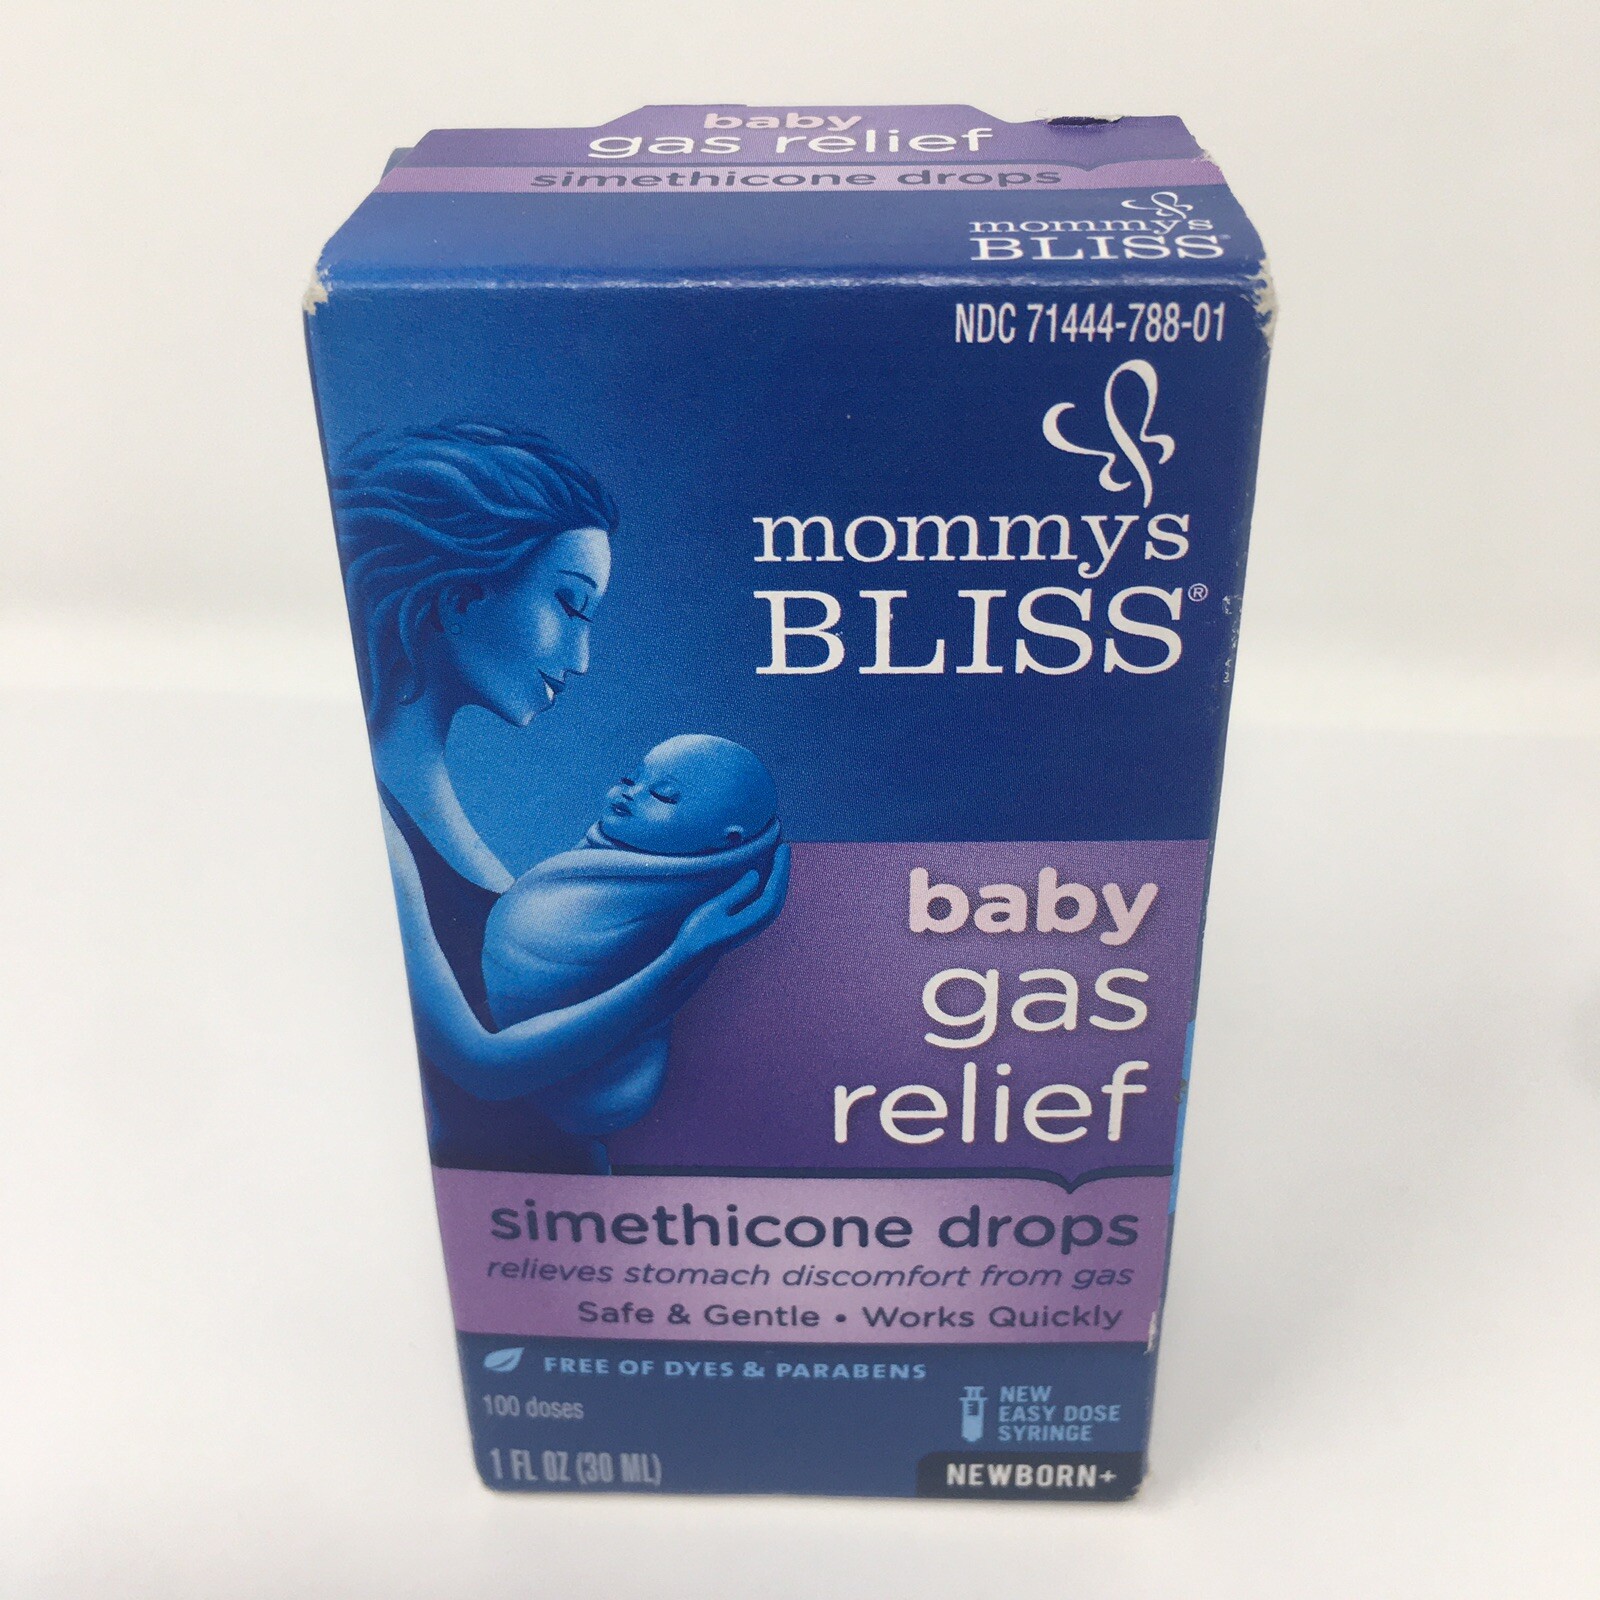 baby
gas relief
simethicone drops
mommy's
BLISS
NDC 71444-788-01
mommy's
BLISS®
baby
gas
relief
simethicone drops
relieves stomach discomfort from gas
Safe & Gentle • Works Quickly
FREE OF DYES & PARABENS
100 doses
1 FL OZ (30 ML)
NEW
EASY DOSE
SYRINGE
NEWBORN+